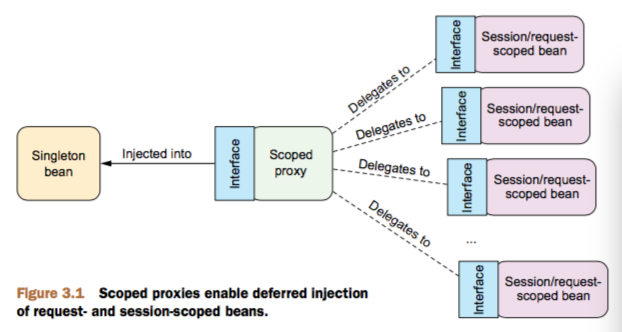 Interface
Session/request-
scoped bean
Delegates to
Interface
Session/request-
scoped bean
Delegates to
Singleton
bean
Injected into
Interface
Scoped
proxy
Delegates to
Interface
Session/request-
scoped bean
Delegates to
...
Interface
Session/request-
scoped bean
Figure 3.1 Scoped proxies enable deferred injection
of request- and session-scoped beans.